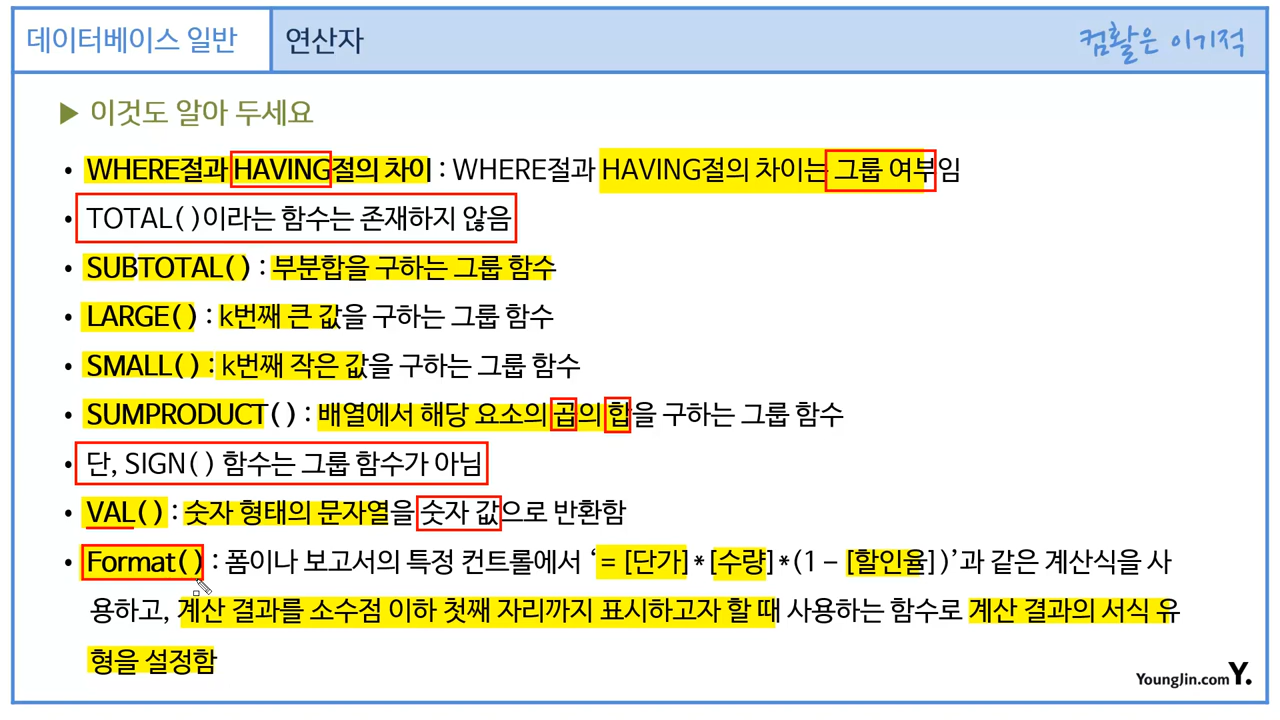 데이터베이스 일반
연산자
컴활은 이기적
▶ 이것도 알아 두세요
• WHERE절과 HAVING절의 차이 : WHERE절과 HAVING절의 차이는 그룹 여부임
• TOTAL()이라는 함수는 존재하지 않음
• SUBTOTAL() : 부분합을 구하는 그룹 함수
• LARGE() : k번째 큰 값을 구하는 그룹 함수
• SMALL() : k번째 작은 값을 구하는 그룹 함수
• SUMPRODUCT() : 배열에서 해당 요소의 곱의 합을 구하는 그룹 함수
• 단, SIGN() 함수는 그룹 함수가 아님
• VAL() : 숫자 형태의 문자열을 숫자 값으로 반환함
• Format() : 폼이나 보고서의 특정 컨트롤에서 ‘= [단가]*[수량]*(1 – [할인율])’과 같은 계산식을 사
용하고, 계산 결과를 소수점 이하 첫째 자리까지 표시하고자 할 때 사용하는 함수로 계산 결과의 서식 유
형을 설정함
YoungJin.com Y.